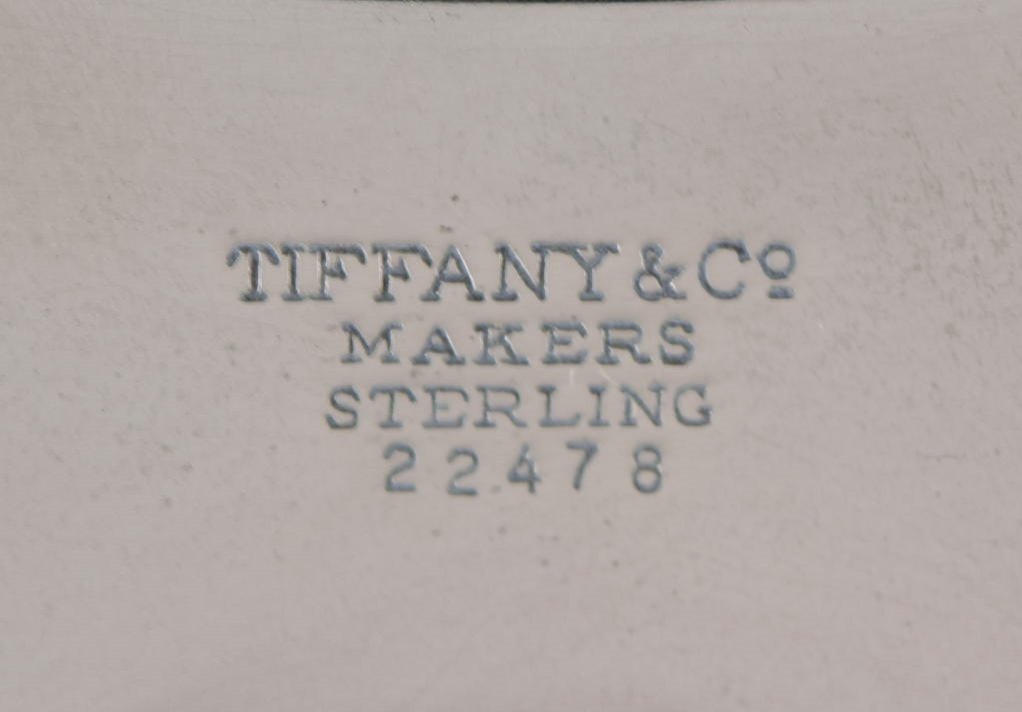 TIFFANY & Cº
MAKERS
STERLING
22478